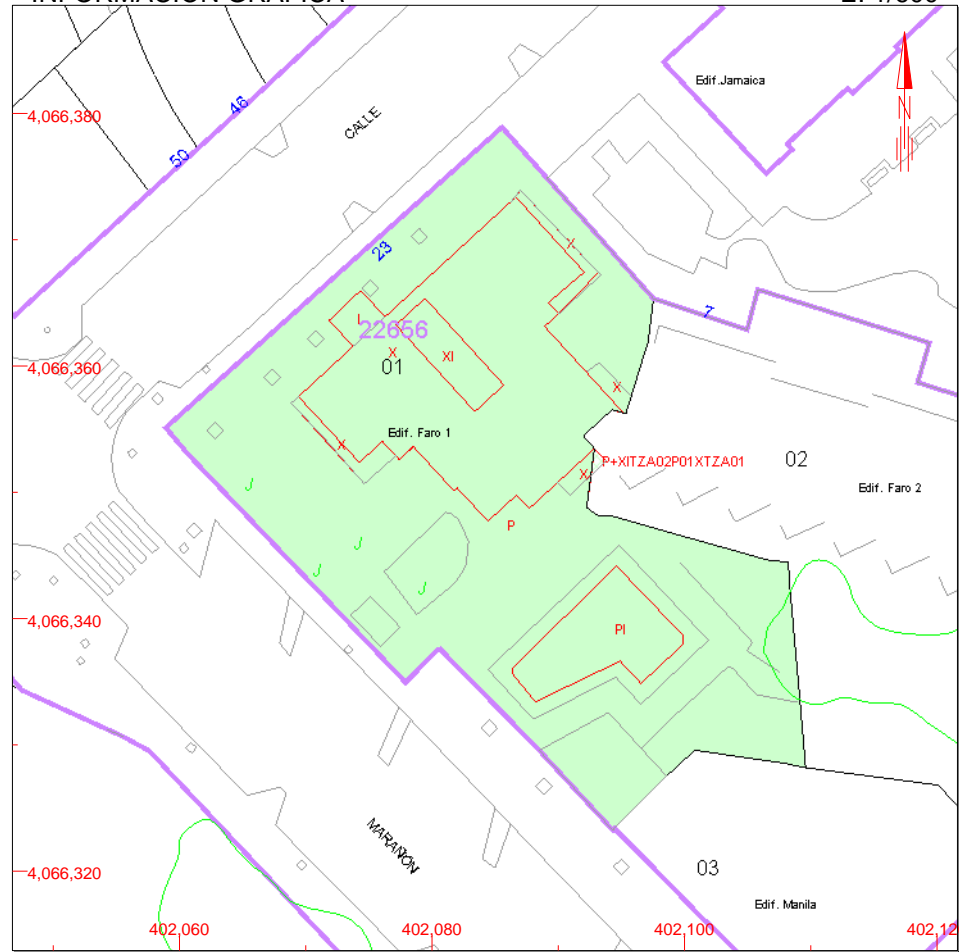 Edif.Jamaica
46
4,066,380
CALLE
N
50
23
X
7
I
22656
X
XI
4,066,360
01
X
Edif. Faro 1
X
X
P+XITZA02P01XTZA01
02
J
Edif. Faro 2
P
J
J
J
4,066,340
PI
MARAÑON
4,066,320
03
Edif. Manila
402,060
402,080
402,100